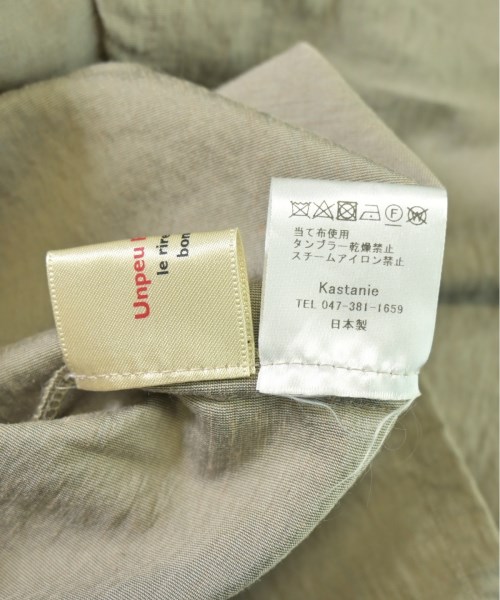 Unpeu
le rire
bon
当て布使用
タンブラー乾燥禁止
スチームアイロン禁止
Kastanie
TEL 047-381-1659
日本製